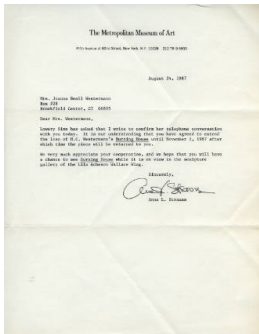 The Metropolitan Museum of Art
Fifth Avenue at 82nd Street, New York, N.Y. 10028
August 24, 1987
Mrs. Joanna Beall Westermann
Box
Brookfield Center, CT 06805
Dear Mrs. Westermann,
Lowery Sims has asked that I write to confirm her telephone conversation
with you today. It is our understanding that you have agreed to extend
the loan of H.C. Westermann's Burning House until November 1, 1987 after
which time the piece will be returned to you.
We very much appreciate your cooperation, and we hope that you will have
a chance to see Burning House while it is on view in the sculpture
gallery of the Lila Acheson Wallace Wing.
Sincerely,